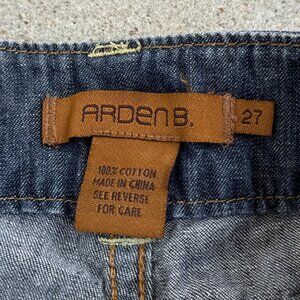 ARDEN B.
27
100% COTTON
MADE IN CHINA
SEE REVERSE
FOR CARE